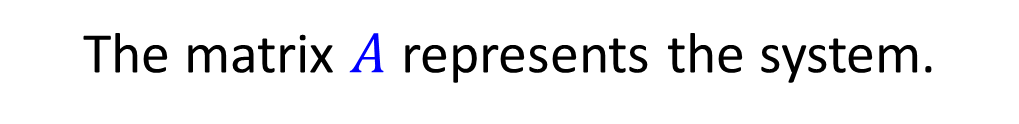 The matrix A represents the system.